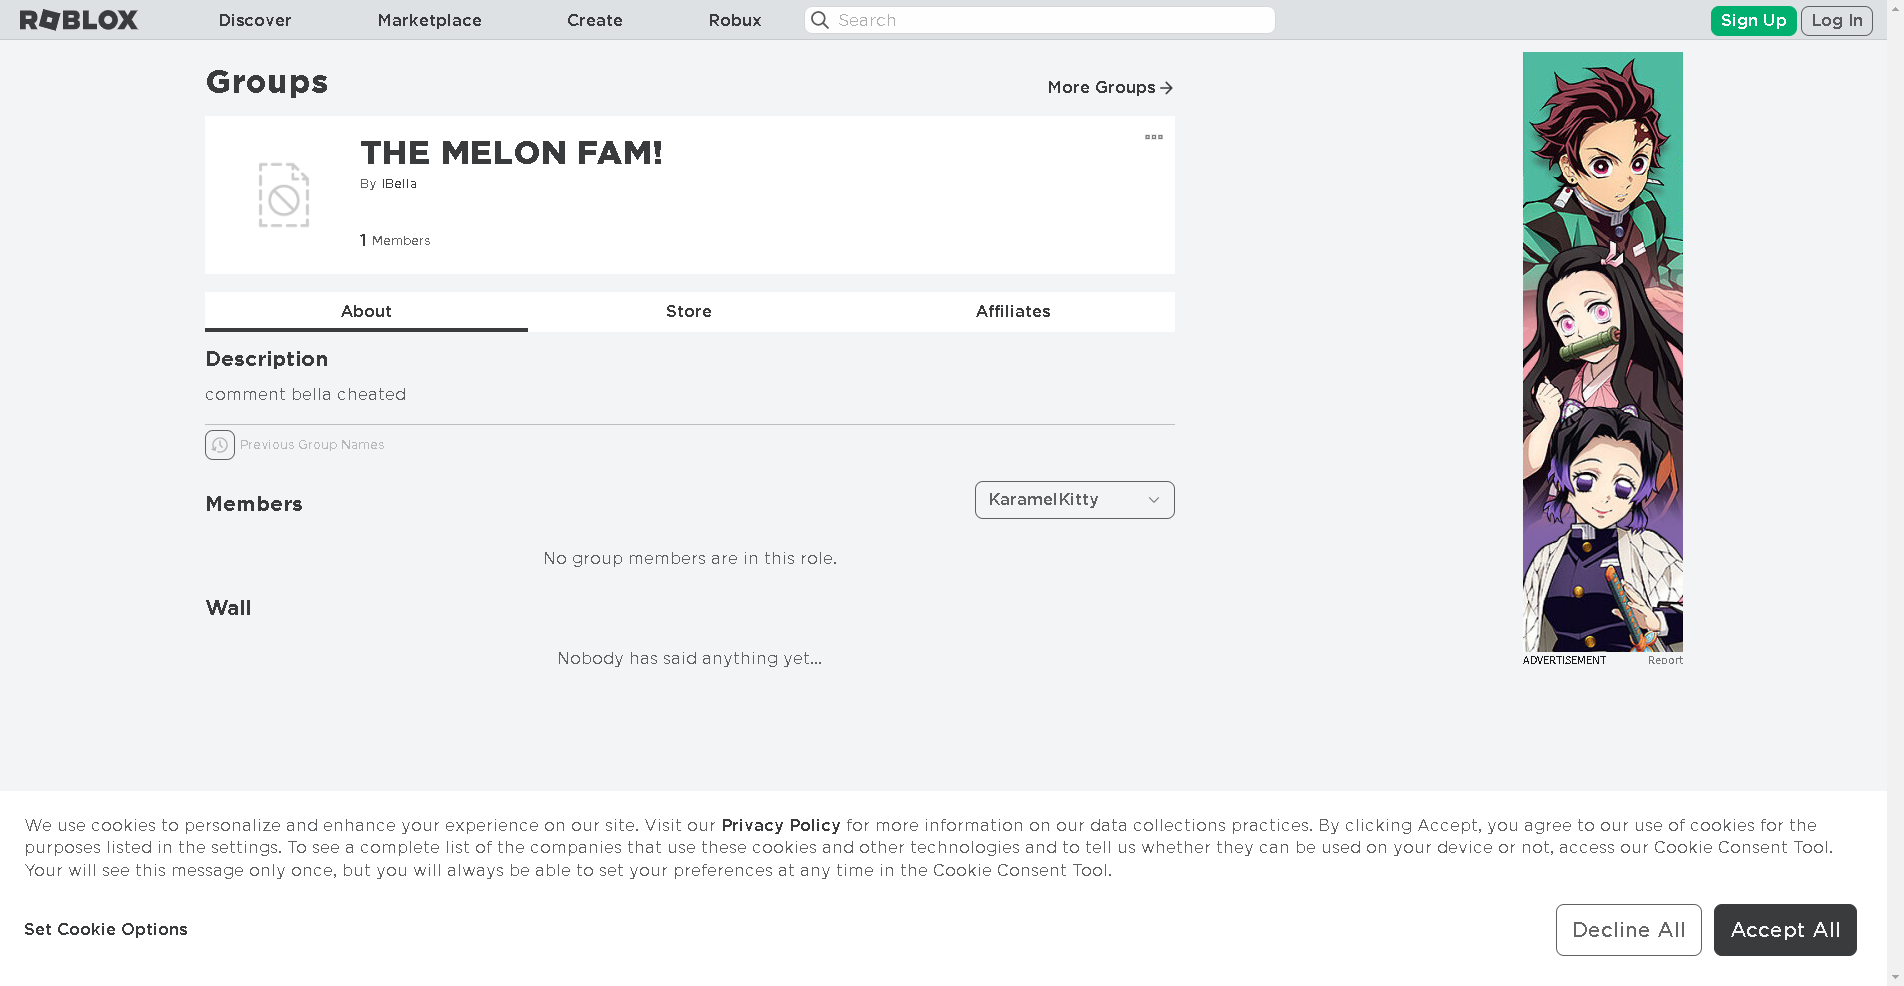 ROBLOX
Discover
Marketplace
Create
Robux
Search
Sign Up
Log In
Groups
More Groups
THE MELON FAM!
By IBella
1 Members
About
Store
Affiliates
Description
comment bella cheated
Previous Group Names
Members
KaramelKitty
No group members are in this role.
Wall
Nobody has said anything yet...
ADVERTISEMENT
Report
We use cookies to personalize and enhance your experience on our site. Visit our Privacy Policy for more information on our data collections practices. By clicking Accept, you agree to our use of cookies for the
purposes listed in the settings. To see a complete list of the companies that use these cookies and other technologies and to tell us whether they can be used on your device or not, access our Cookie Consent Tool.
Your will see this message only once, but you will always be able to set your preferences at any time in the Cookie Consent Tool.
Set Cookie Options
Decline All
Accept All